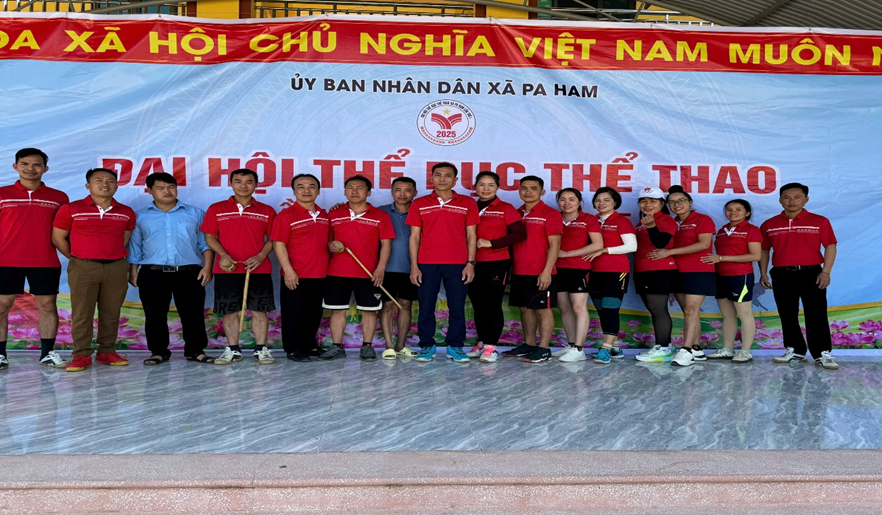 ÒA XÃ HỘI CHỦ NGHĨA VIỆT NAM MUÔN N
ỦY BAN NHÂN DÂN XÃ PA HAM
2025
ĐẠI HỘI THỂ DỤC THỂ THAO